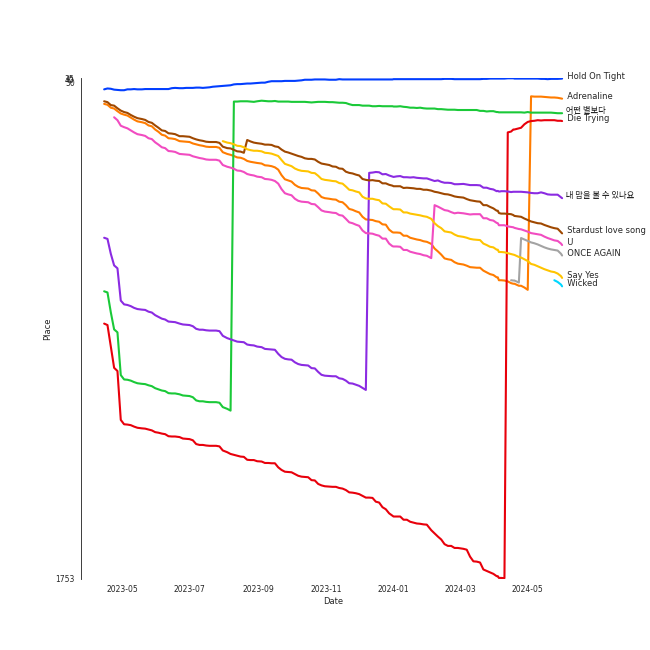 50
Hold On Tight
Adrenaline
어떤 별보다
Die Trying
내 맘을 볼 수 있나요
Stardust love song
U
ONCE AGAIN
Say Yes
Wicked
Place
1753
2023-05
2023-07
2023-09
2023-11
2024-01
2024-03
2024-05
Date